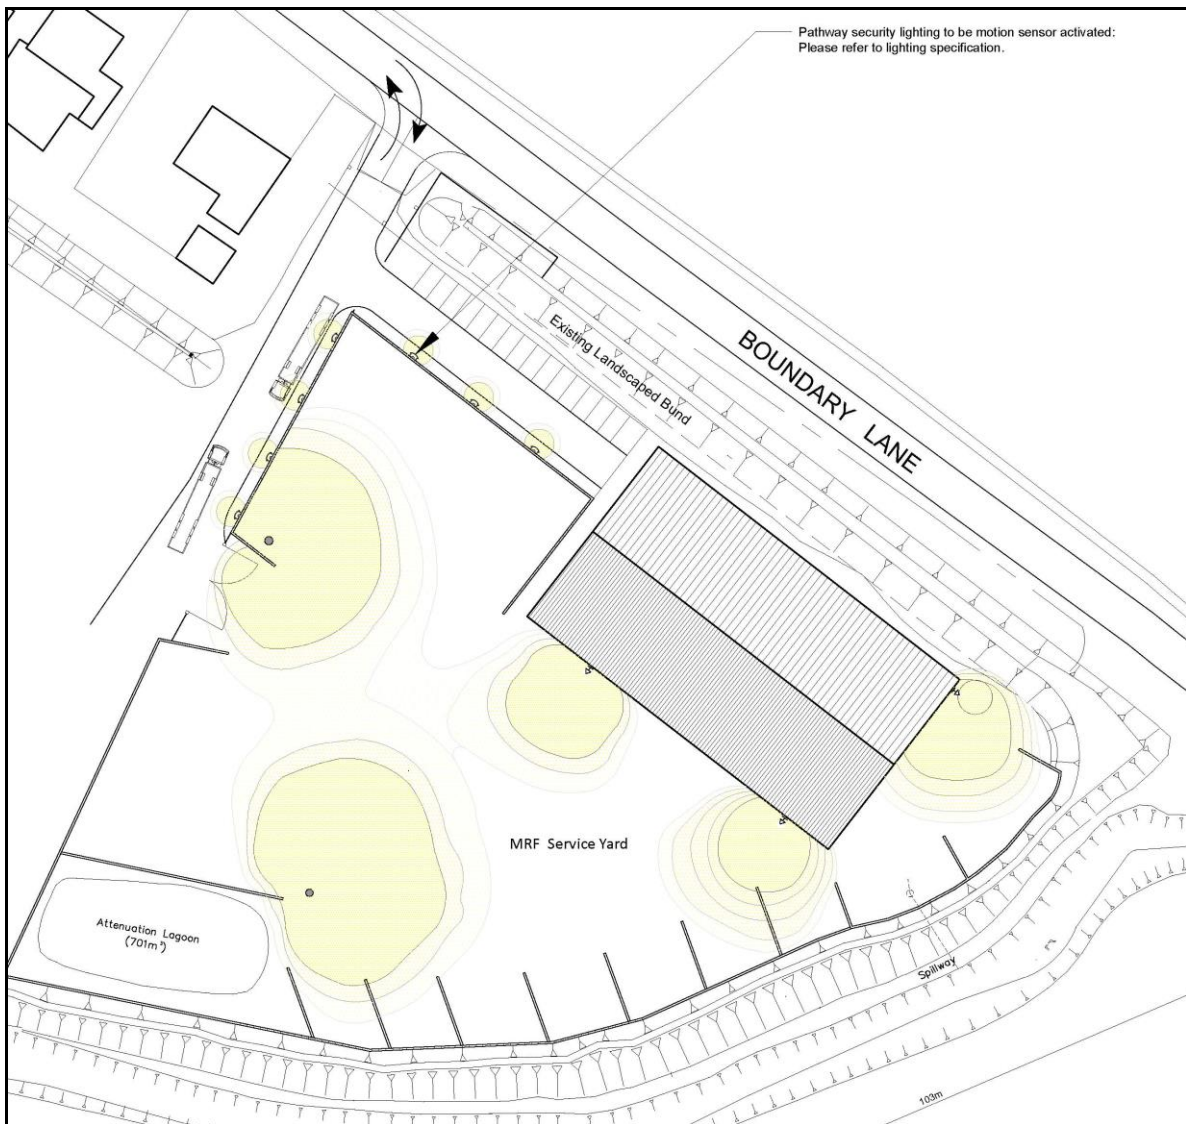 Pathway security lighting to be motion sensor activated:
Please refer to lighting specification.
BOUNDARY LANE
Existing Landscaped Bund
MRF Service Yard
Attenuation Lagoon
(701m³)
Spillway
103m